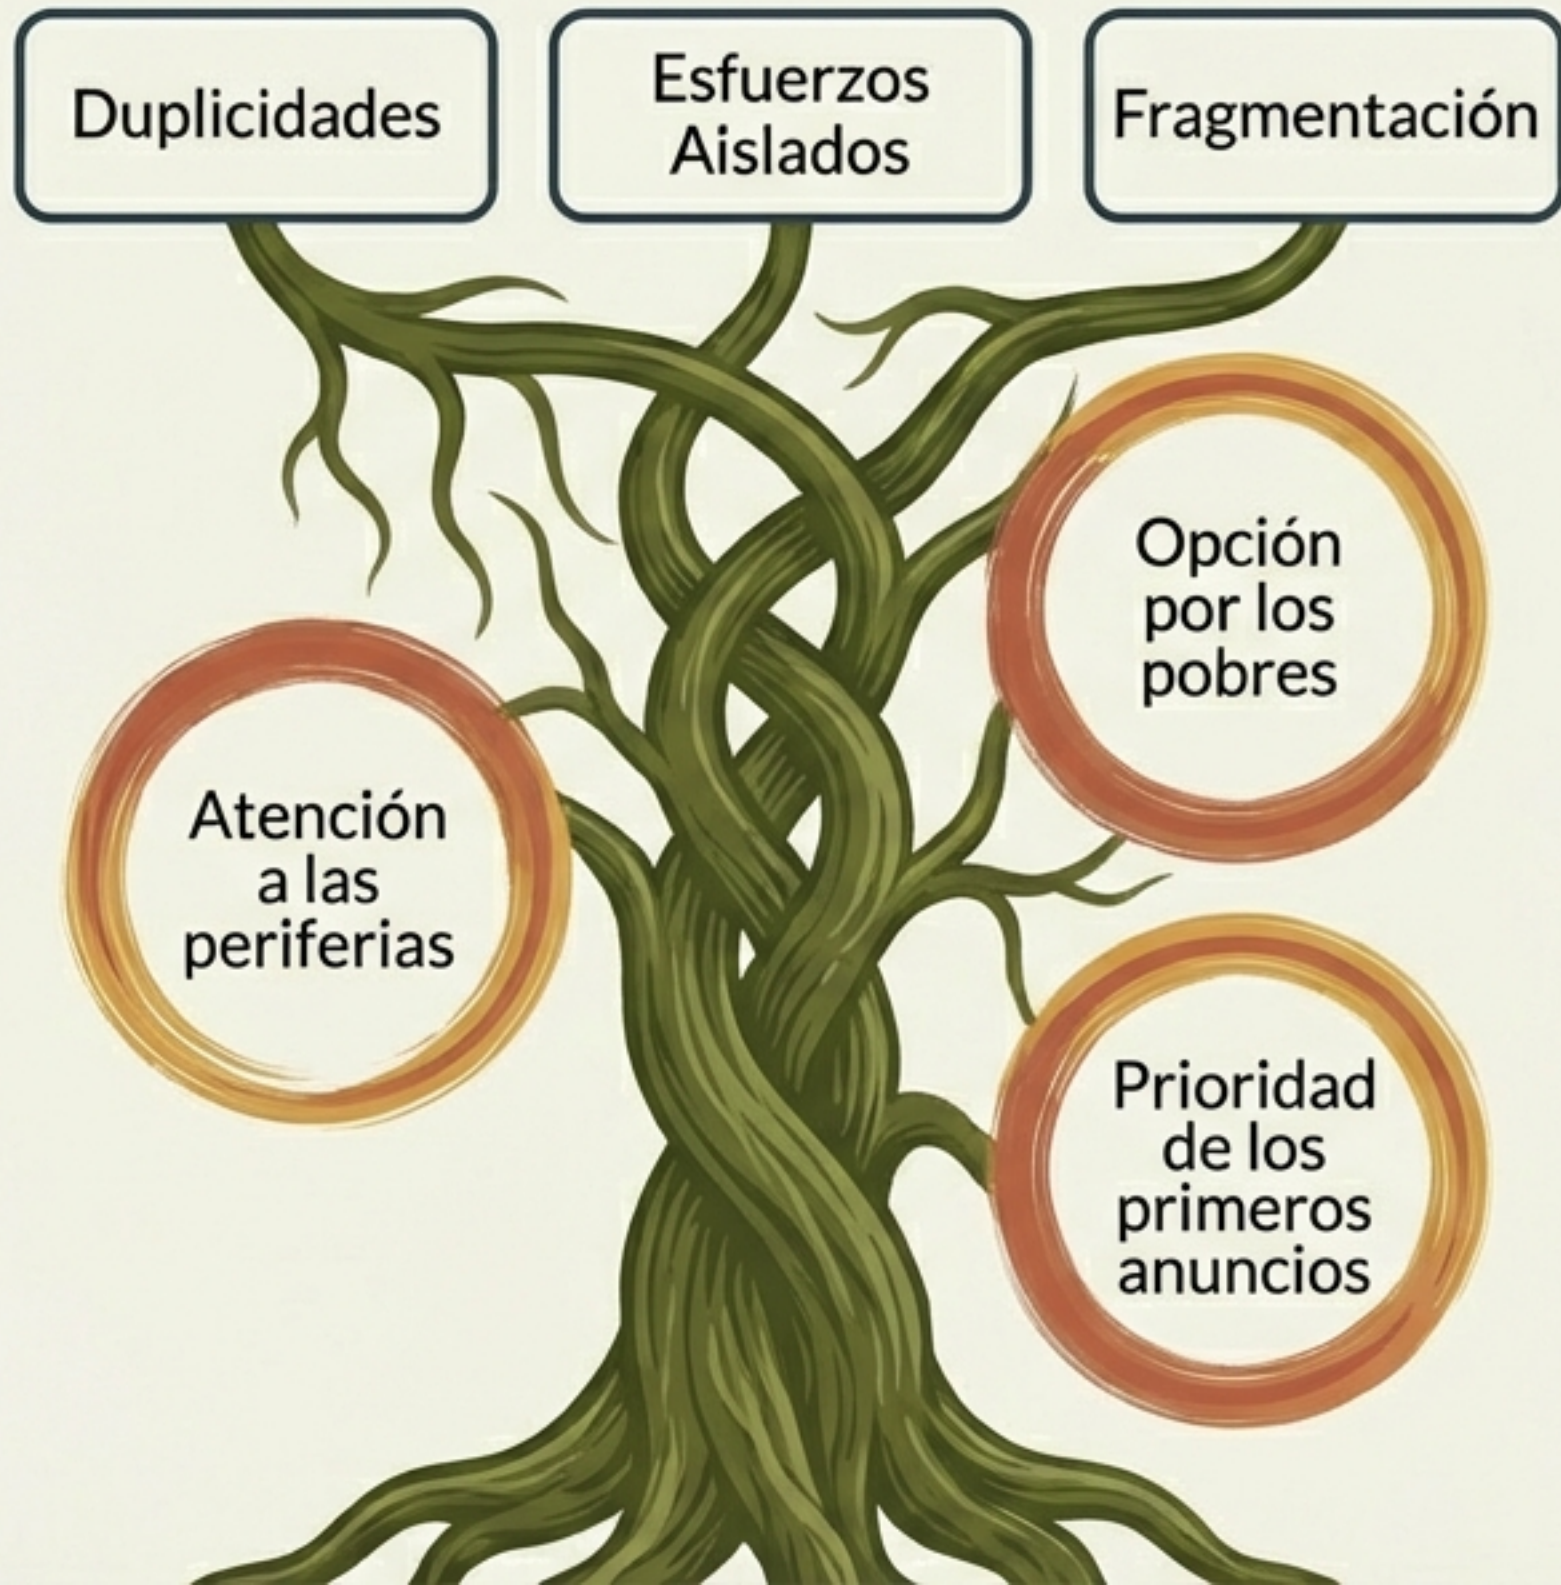 Duplicidades
Esfuerzos
Aislados
Fragmentación
Opción
por los
pobres
Atención
a las
periferias
Prioridad
de los
primeros
anuncios